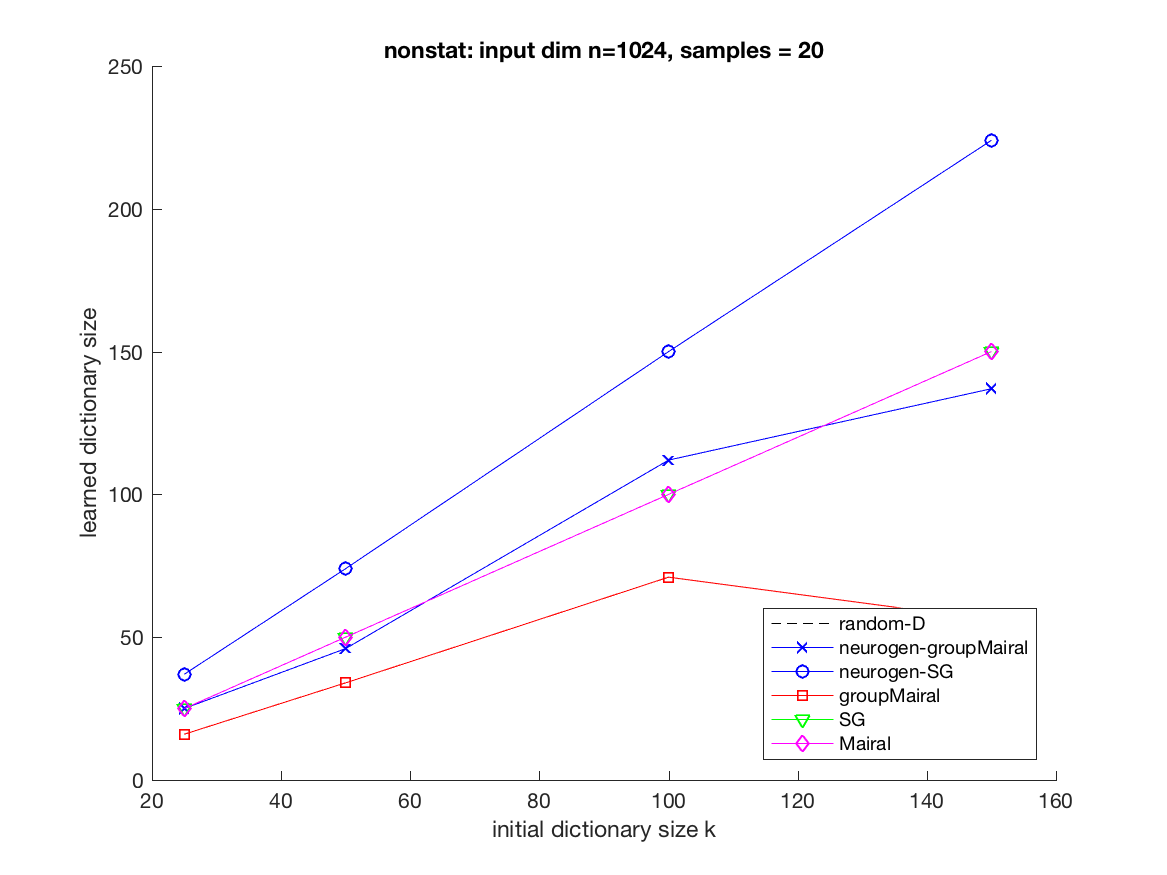 nonstat: input dim n=1024, samples = 20
250
200
150
100
50
0
learned dictionary size
20 40 60 80 100 120 140 160
initial dictionary size k
random-D
neurogen-groupMairal
neurogen-SG
groupMairal
SG
Mairal